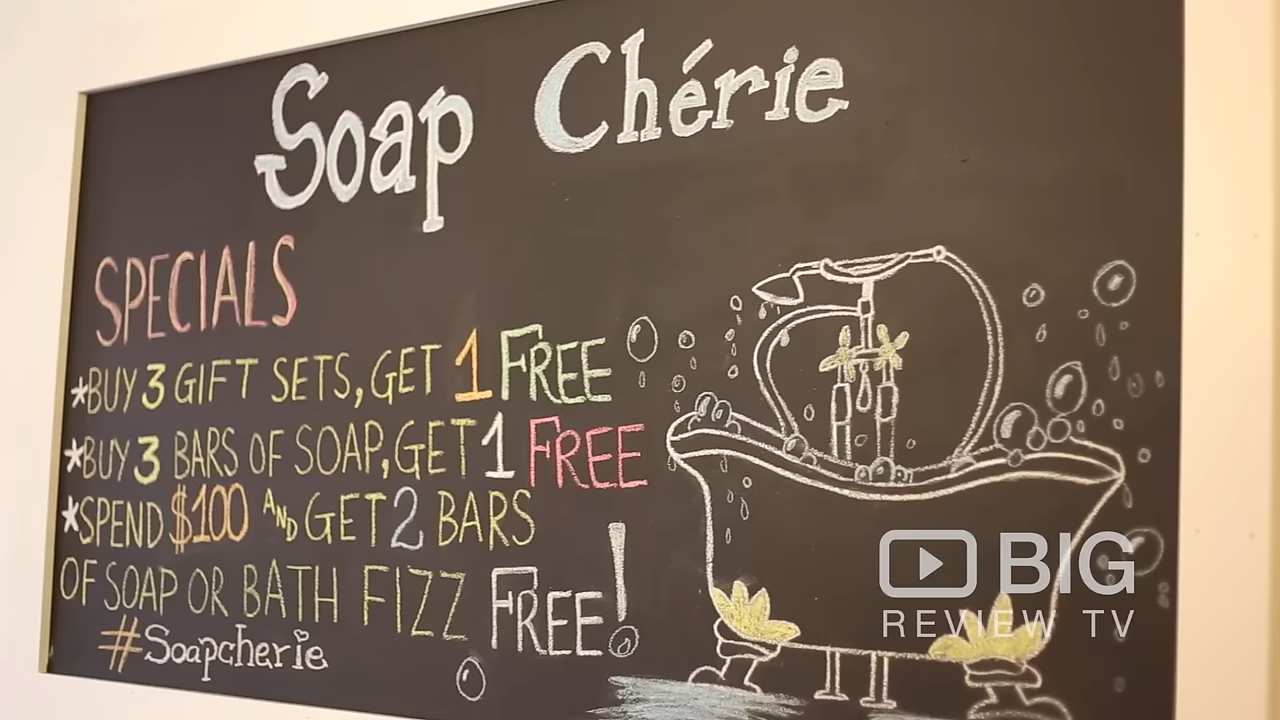 Soap Chérie
SPECIALS
*BUY 3 GIFT SETS, GET 1 FREE
*BUY 3 BARS OF SOAP, GET 1 FREE
*SPEND $100 AND GET 2 BARS
OF SOAP OR BATH FIZZ FREE!
#Soapcherie
BIG
REVIEW TV